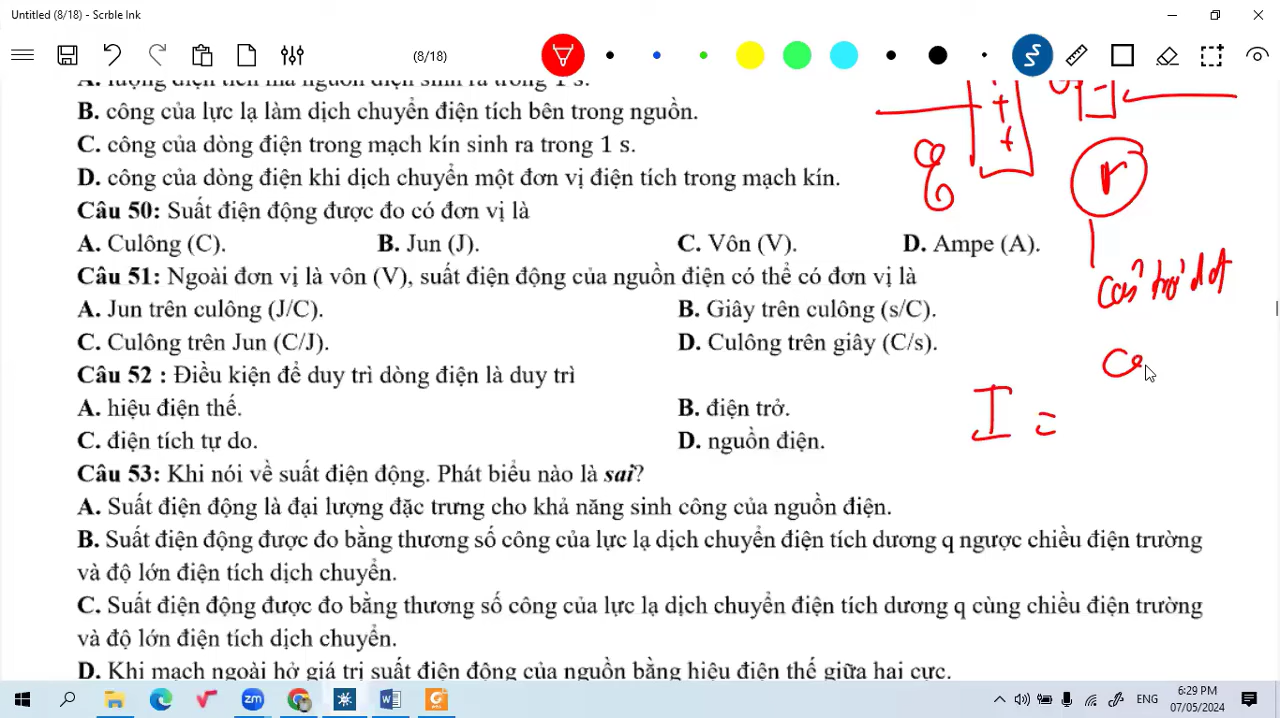 Untitled (8/18) - Scrble Ink
(8/18)
A. lượng điện tích mà nguồn điện sinh ra trong 1 s.
B. công của lực lạ làm dịch chuyển điện tích bên trong nguồn.
C. công của dòng điện trong mạch kín sinh ra trong 1 s.
D. công của dòng điện khi dịch chuyển một đơn vị điện tích trong mạch kín.
r
Câu 50: Suất điện động được đo có đơn vị là
A. Culông (C). B. Jun (J). C. Vôn (V). D. Ampe (A).
Câu 51: Ngoài đơn vị là vôn (V), suất điện động của nguồn điện có thể có đơn vị là
A. Jun trên culông (J/C). B. Giây trên culông (s/C).
C. Culông trên Jun (C/J). D. Culông trên giây (C/s).
Câu 52 : Điều kiện để duy trì dòng điện là duy trì
A. hiệu điện thế. B. điện trở.
I =
C. điện tích tự do. D. nguồn điện.
Câu 53: Khi nói về suất điện động. Phát biểu nào là sai?
A. Suất điện động là đại lượng đặc trưng cho khả năng sinh công của nguồn điện.
B. Suất điện động được đo bằng thương số công của lực lạ dịch chuyển điện tích dương q ngược chiều điện trường
và độ lớn điện tích dịch chuyển.
C. Suất điện động được đo bằng thương số công của lực lạ dịch chuyển điện tích dương q cùng chiều điện trường
và độ lớn điện tích dịch chuyển.
D. Khi mạch ngoài hở giá trị suất điện động của nguồn bằng hiệu điện thế giữa hai cực.
zm
ENG
6:29 PM
07/05/2024